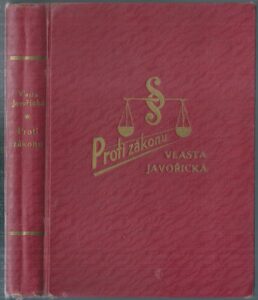 Vlasta
Javořická
Proti
zákonu
§
Proti zákonu
VLASTA
JAVOŘICKÁ